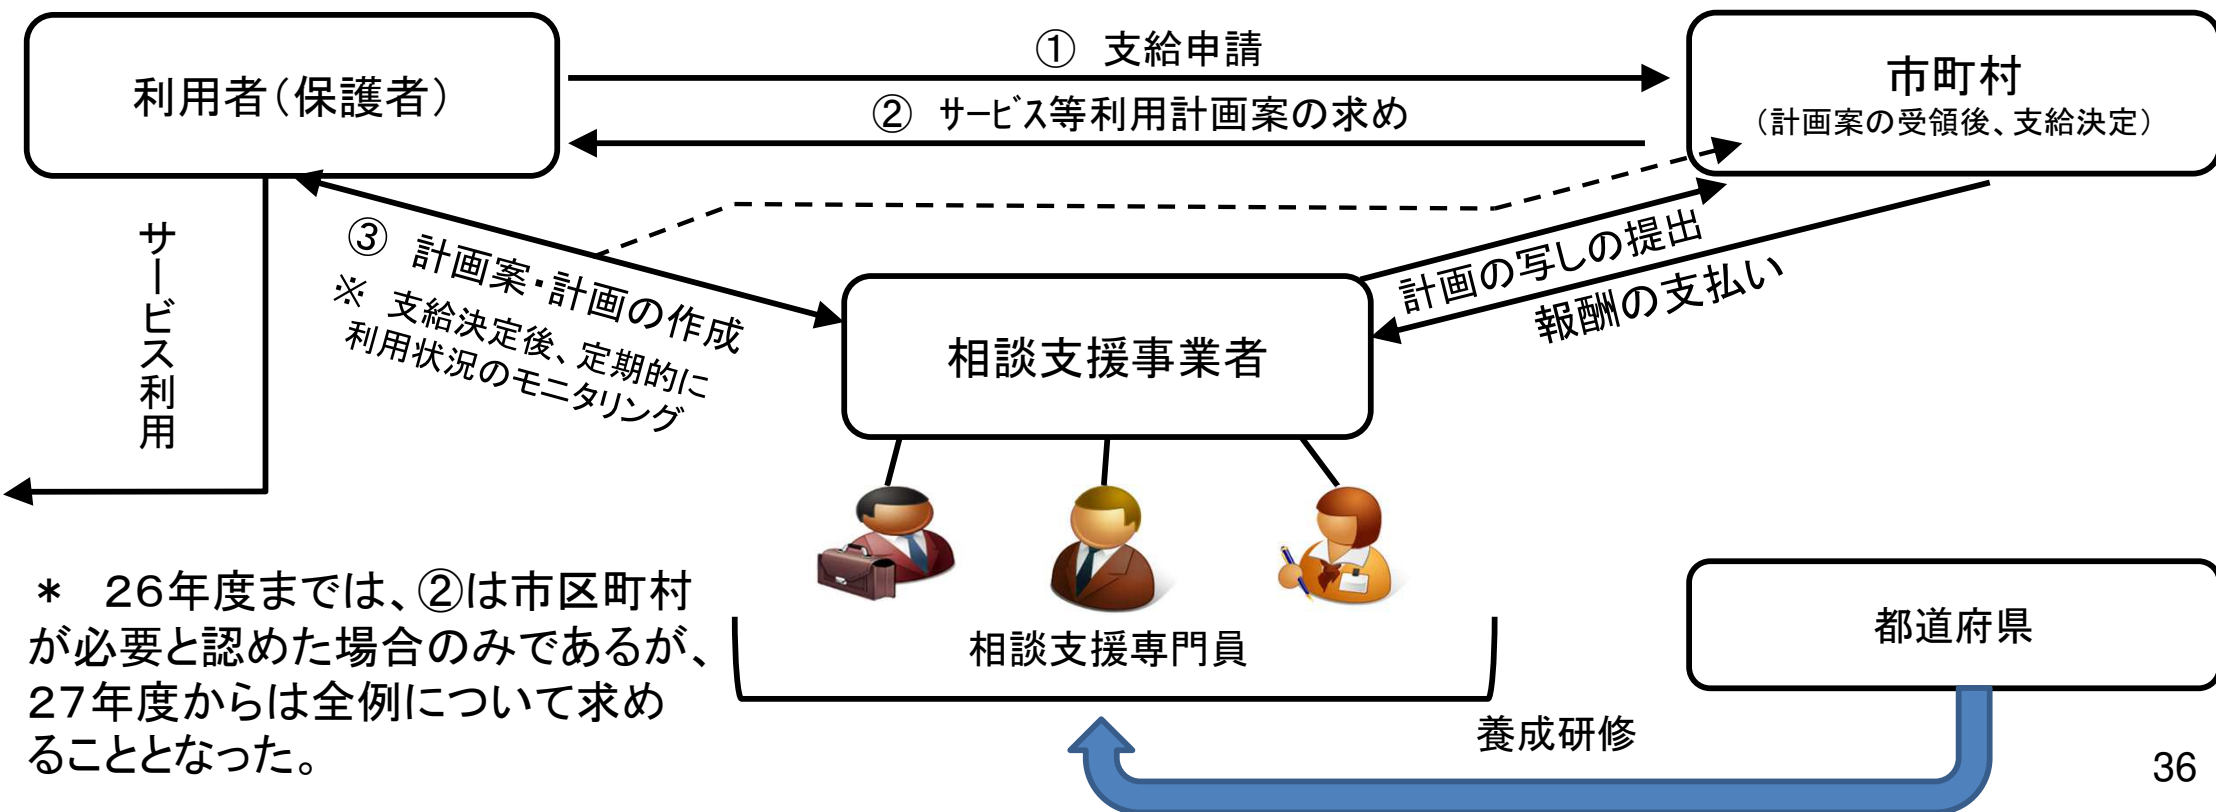 利用者(保護者)
① 支給申請
② サービス等利用計画案の求め
市町村
(計画案の受領後、支給決定)
サービス利用
③ 計画案・計画の作成
※ 支給決定後、定期的に
利用状況のモニタリング
計画の写しの提出
報酬の支払い
相談支援事業者
相談支援専門員
* 26年度までは、②は市区町村
が必要と認めた場合のみであるが、
27年度からは全例について求め
ることとなった。
都道府県
養成研修
36